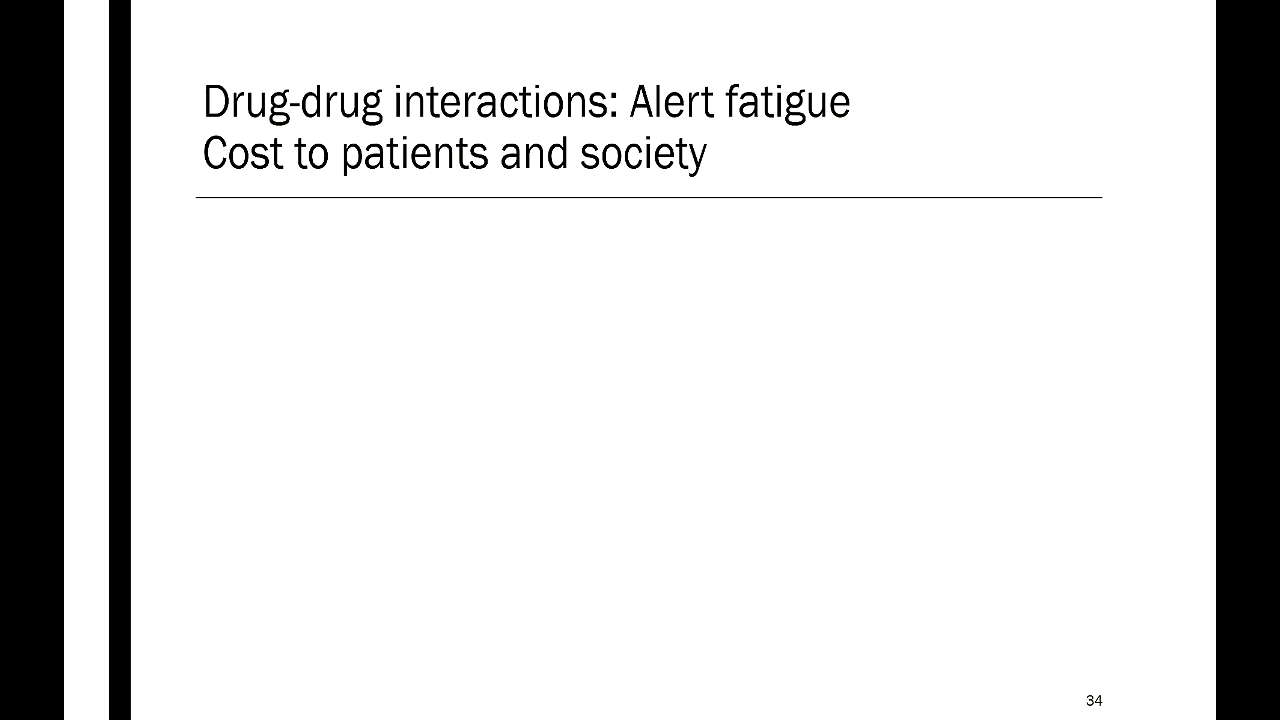 Drug-drug interactions: Alert fatigue
Cost to patients and society
34